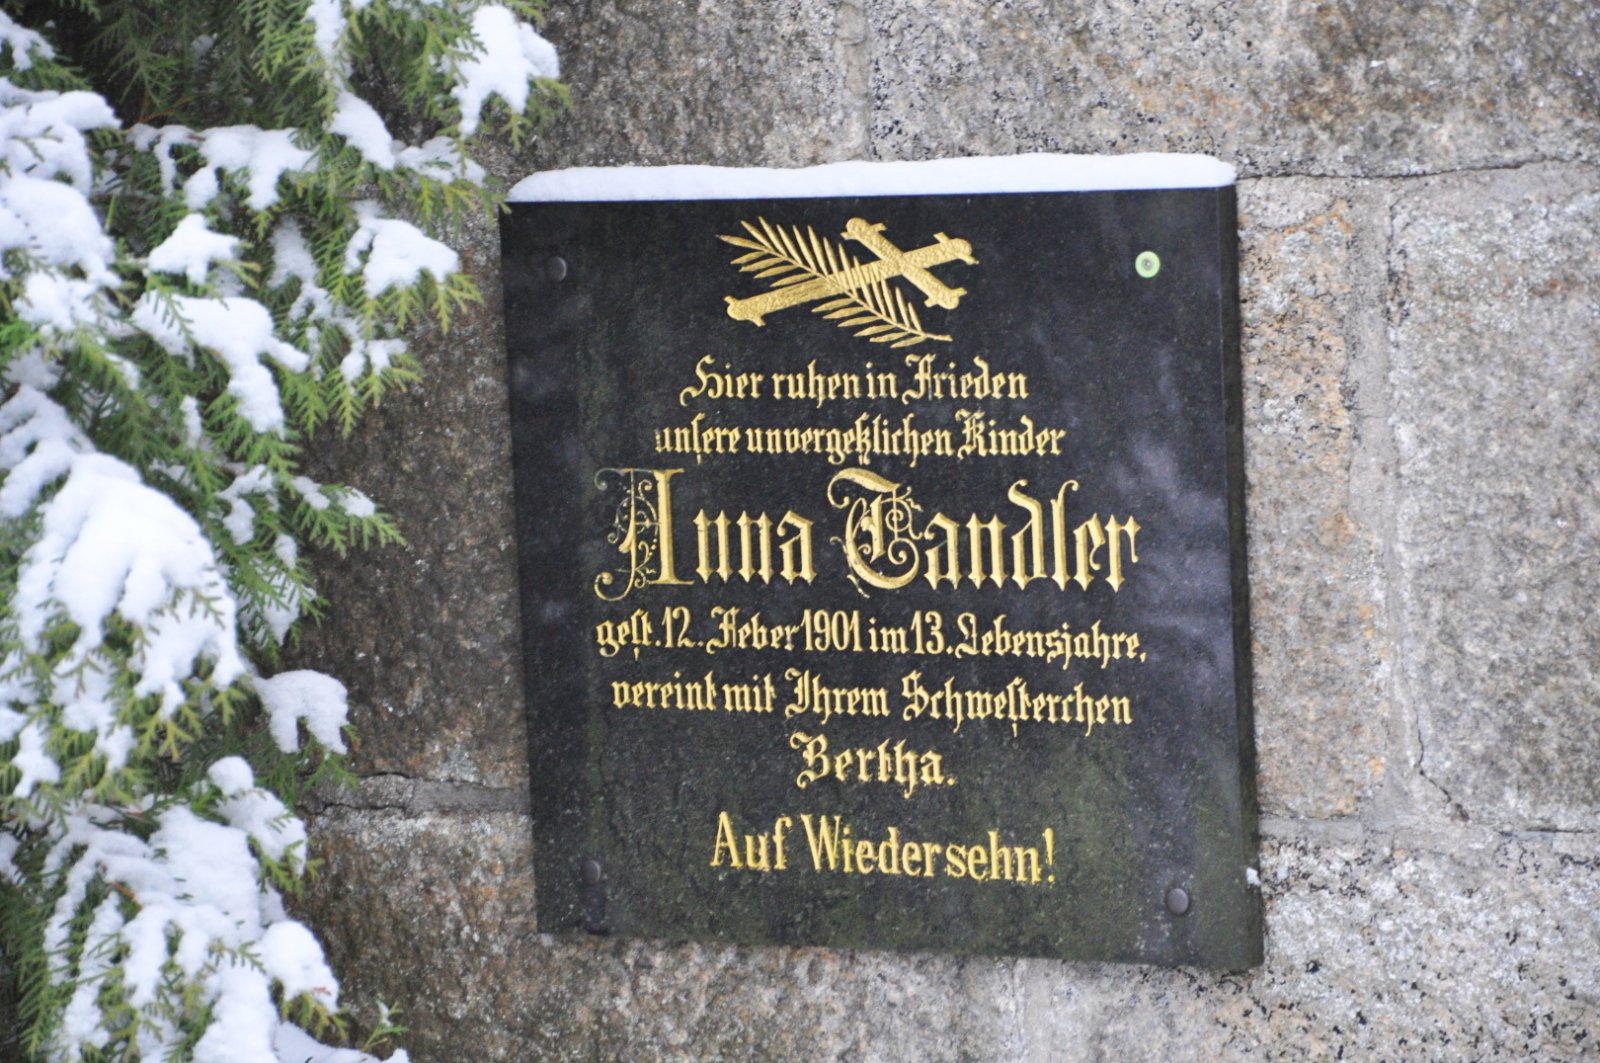 Hier ruhen in Frieden
unsere unvergeßlichen Kinder
Anna Tandler
gest. 12. Feber 1901 im 13. Lebensjahre,
vereint mit Ihrem Schwesterchen
Bertha.
Auf Wiedersehn!